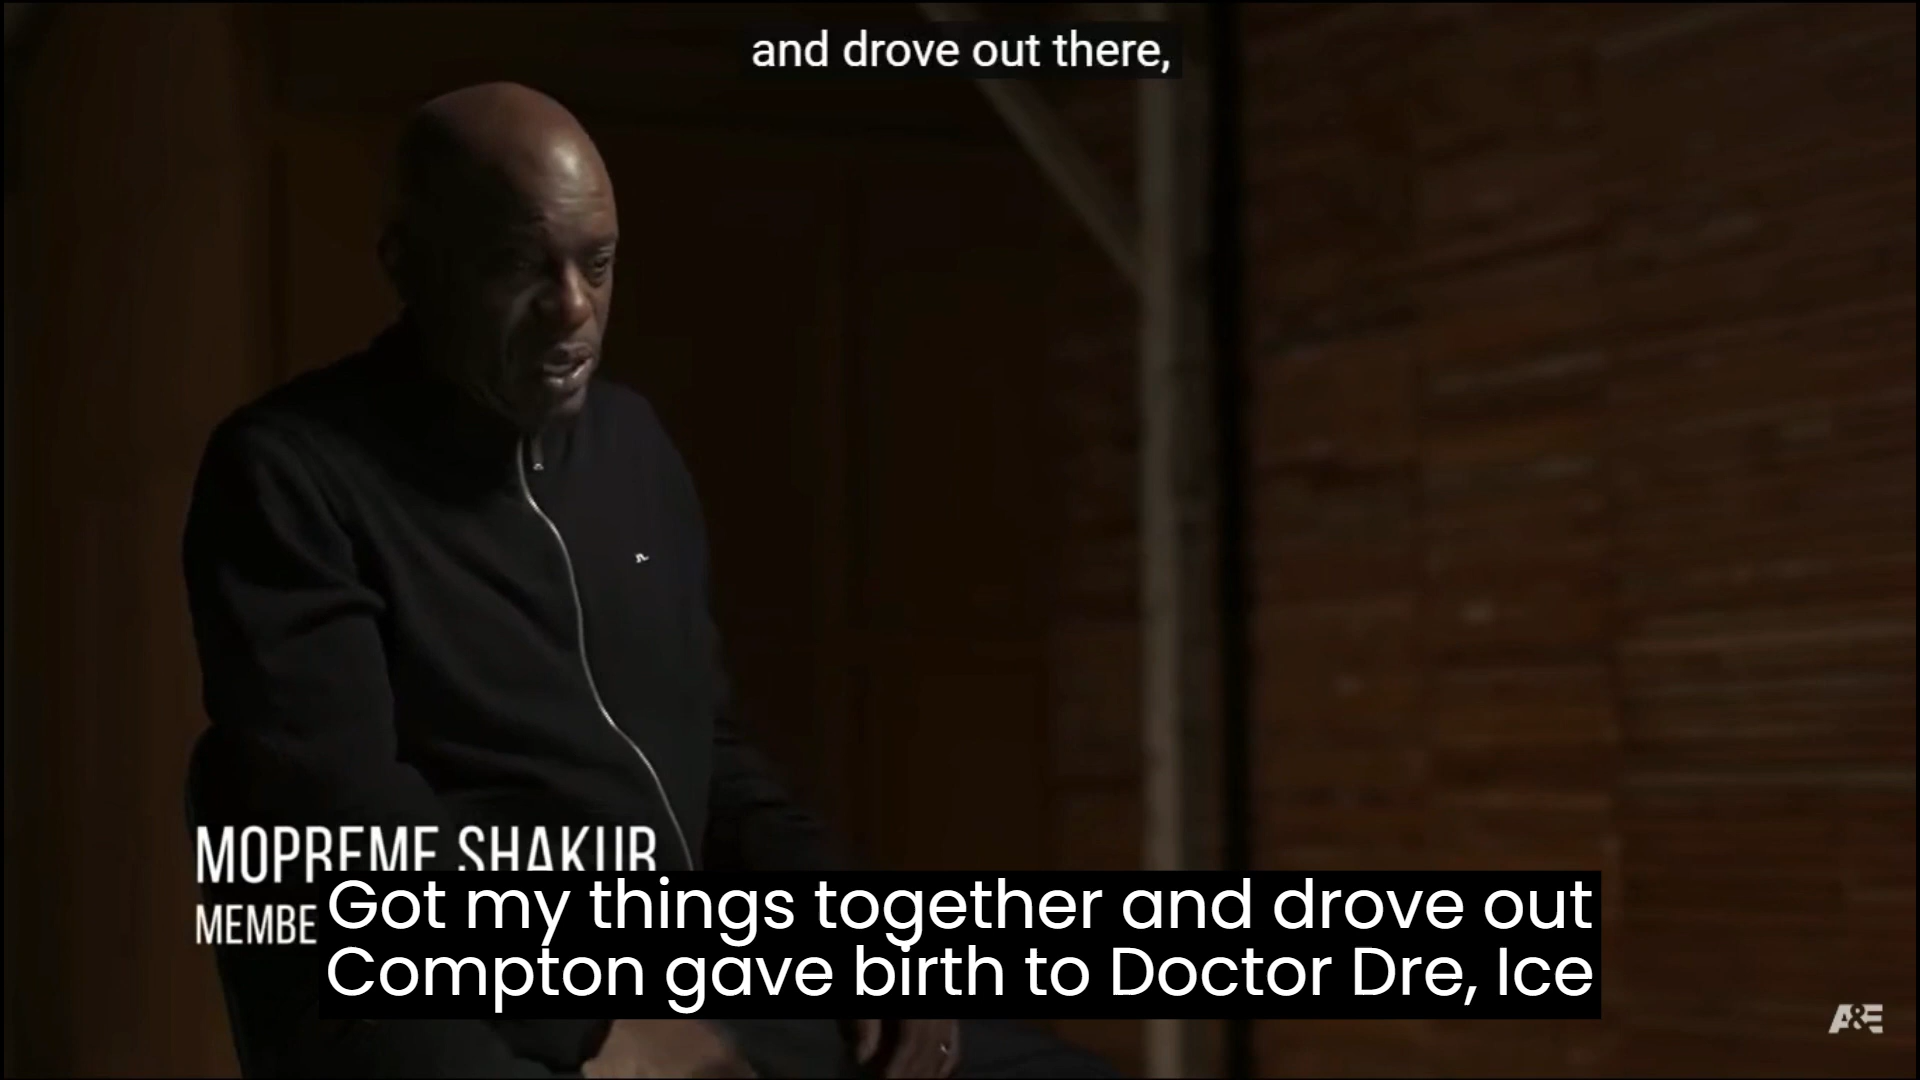 and drove out there,
MOPREME SHAKUR
MEMBE
Got my things together and drove out
Compton gave birth to Doctor Dre, Ice
A&E